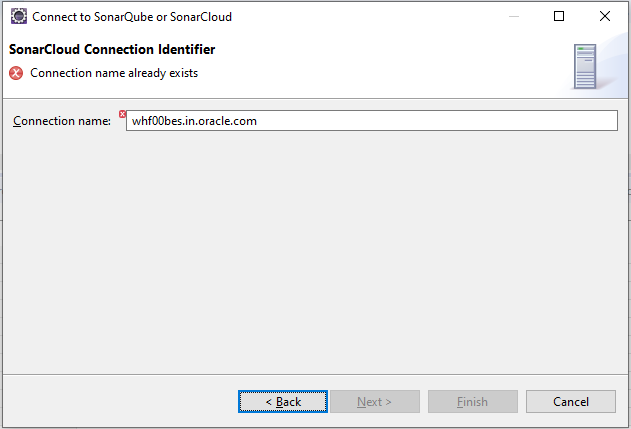 Connect to SonarQube or SonarCloud
SonarCloud Connection Identifier
Connection name already exists
Connection name: whf00bes.in.oracle.com
< Back Next > Finish Cancel